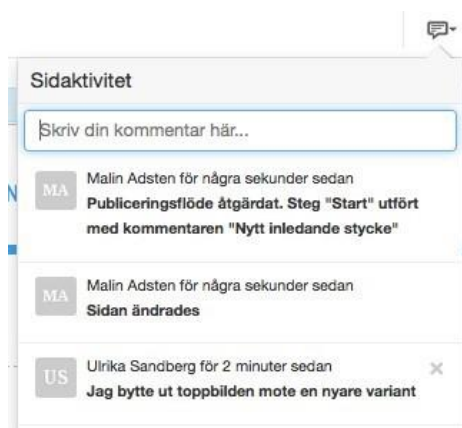 Sidaktivitet
Skriv din kommentar här...
MA
Malin Adsten för några sekunder sedan
Publiceringsflöde åtgärdat. Steg "Start" utfört
med kommentaren "Nytt inledande stycke"
MA
Malin Adsten för några sekunder sedan
Sidan ändrades
US
Ulrika Sandberg för 2 minuter sedan
Jag bytte ut toppbilden mote en nyare variant
N